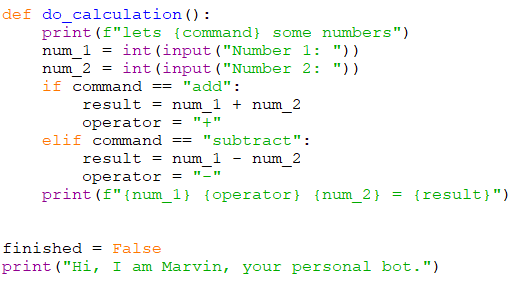 def do_calculation():
    print(f"lets {command} some numbers")
    num_1 = int(input("Number 1: "))
    num_2 = int(input("Number 2: "))
    if command == "add":
        result = num_1 + num_2
        operator = "+"
    elif command == "subtract":
        result = num_1 - num_2
        operator = "-"
    print(f"{num_1} {operator} {num_2} = {result}")
finished = False
print("Hi, I am Marvin, your personal bot.")